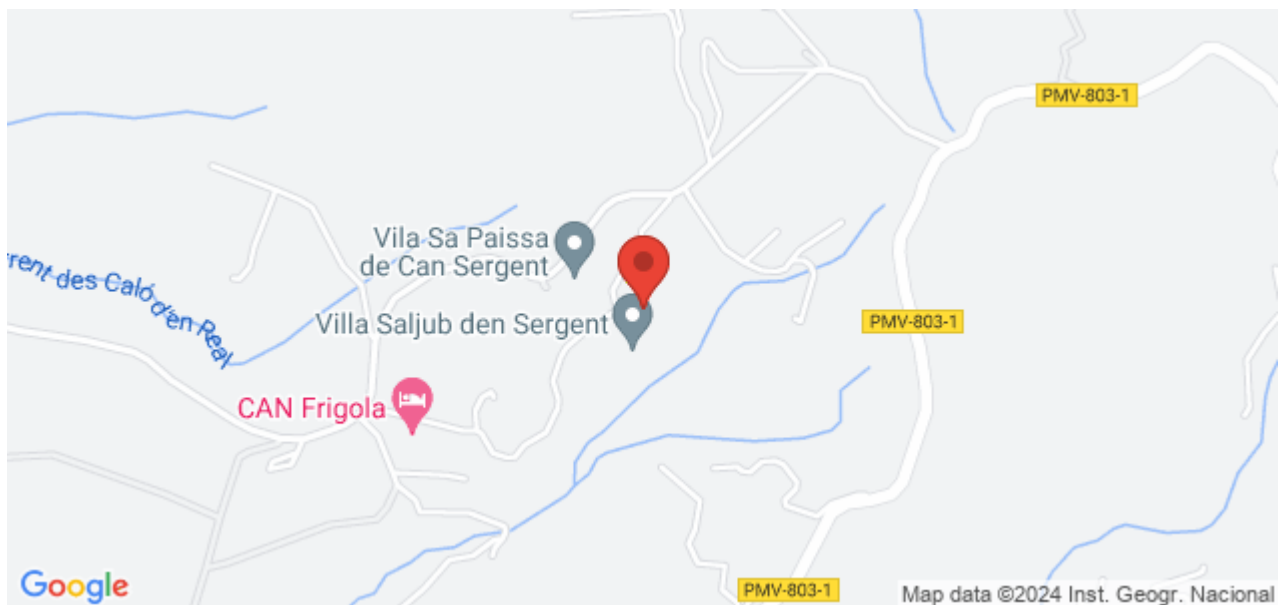 PMV-803-1
Vila Sa Paissa
de Can Sergent
rrent des Caló d'en Real
Villa Saljub den Sergent
PMV-803-1
CAN Frigola
Google
PMV-803-1
Map data ©2024 Inst. Geogr. Nacional